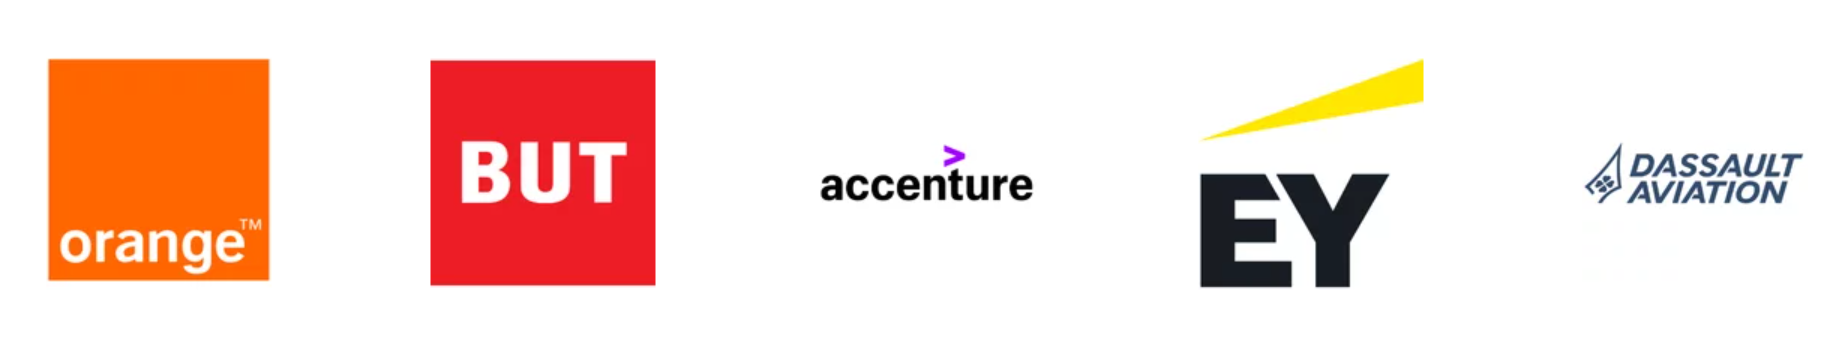 orange™
BUT
accenture
EY
DASSAULT
AVIATION